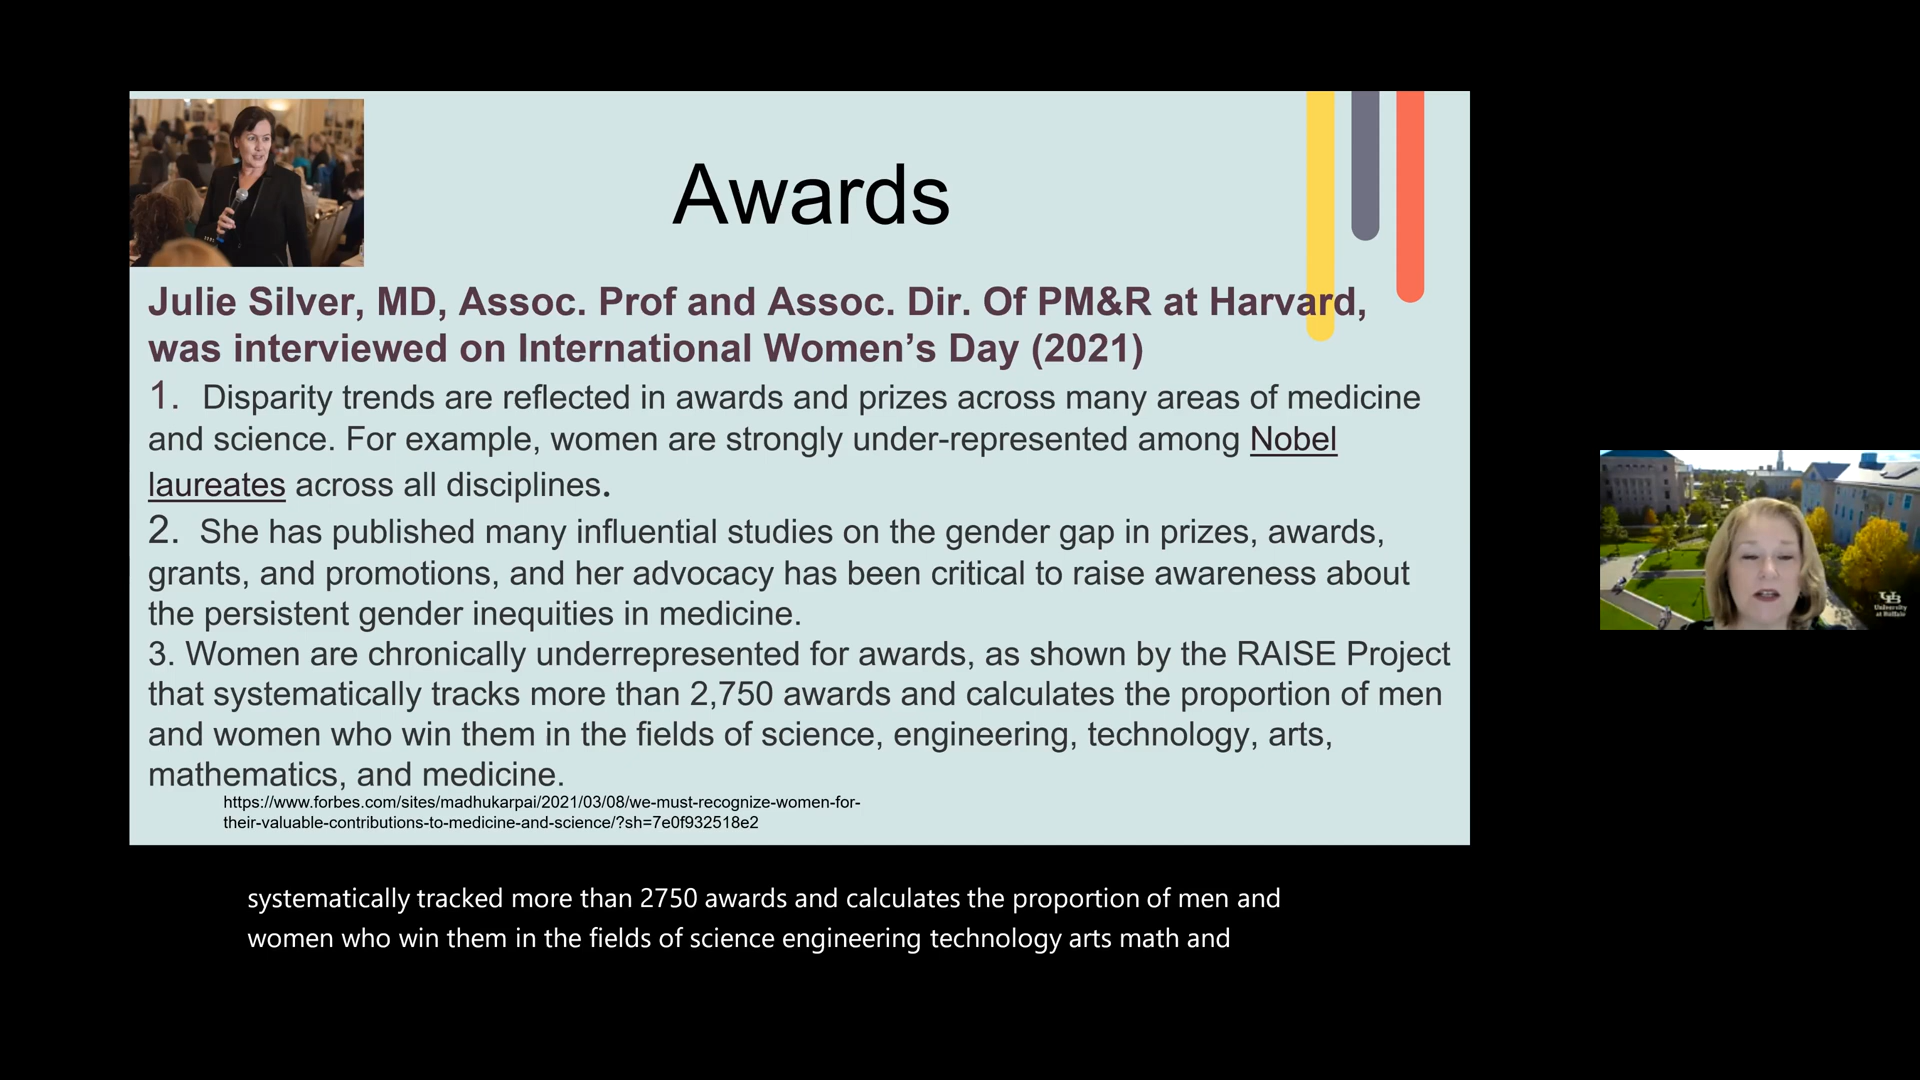 Awards
Julie Silver, MD, Assoc. Prof and Assoc. Dir. Of PM&R at Harvard,
was interviewed on International Women’s Day (2021)
1. Disparity trends are reflected in awards and prizes across many areas of medicine
and science. For example, women are strongly under-represented among Nobel
laureates across all disciplines.
2. She has published many influential studies on the gender gap in prizes, awards,
grants, and promotions, and her advocacy has been critical to raise awareness about
the persistent gender inequities in medicine.
3. Women are chronically underrepresented for awards, as shown by the RAISE Project
that systematically tracks more than 2,750 awards and calculates the proportion of men
and women who win them in the fields of science, engineering, technology, arts,
mathematics, and medicine.
https://www.forbes.com/sites/madhukarpai/2021/03/08/we-must-recognize-women-for-
their-valuable-contributions-to-medicine-and-science/?sh=7e0f932518e2
UB
University
at Buffalo
systematically tracked more than 2750 awards and calculates the proportion of men and
women who win them in the fields of science engineering technology arts math and